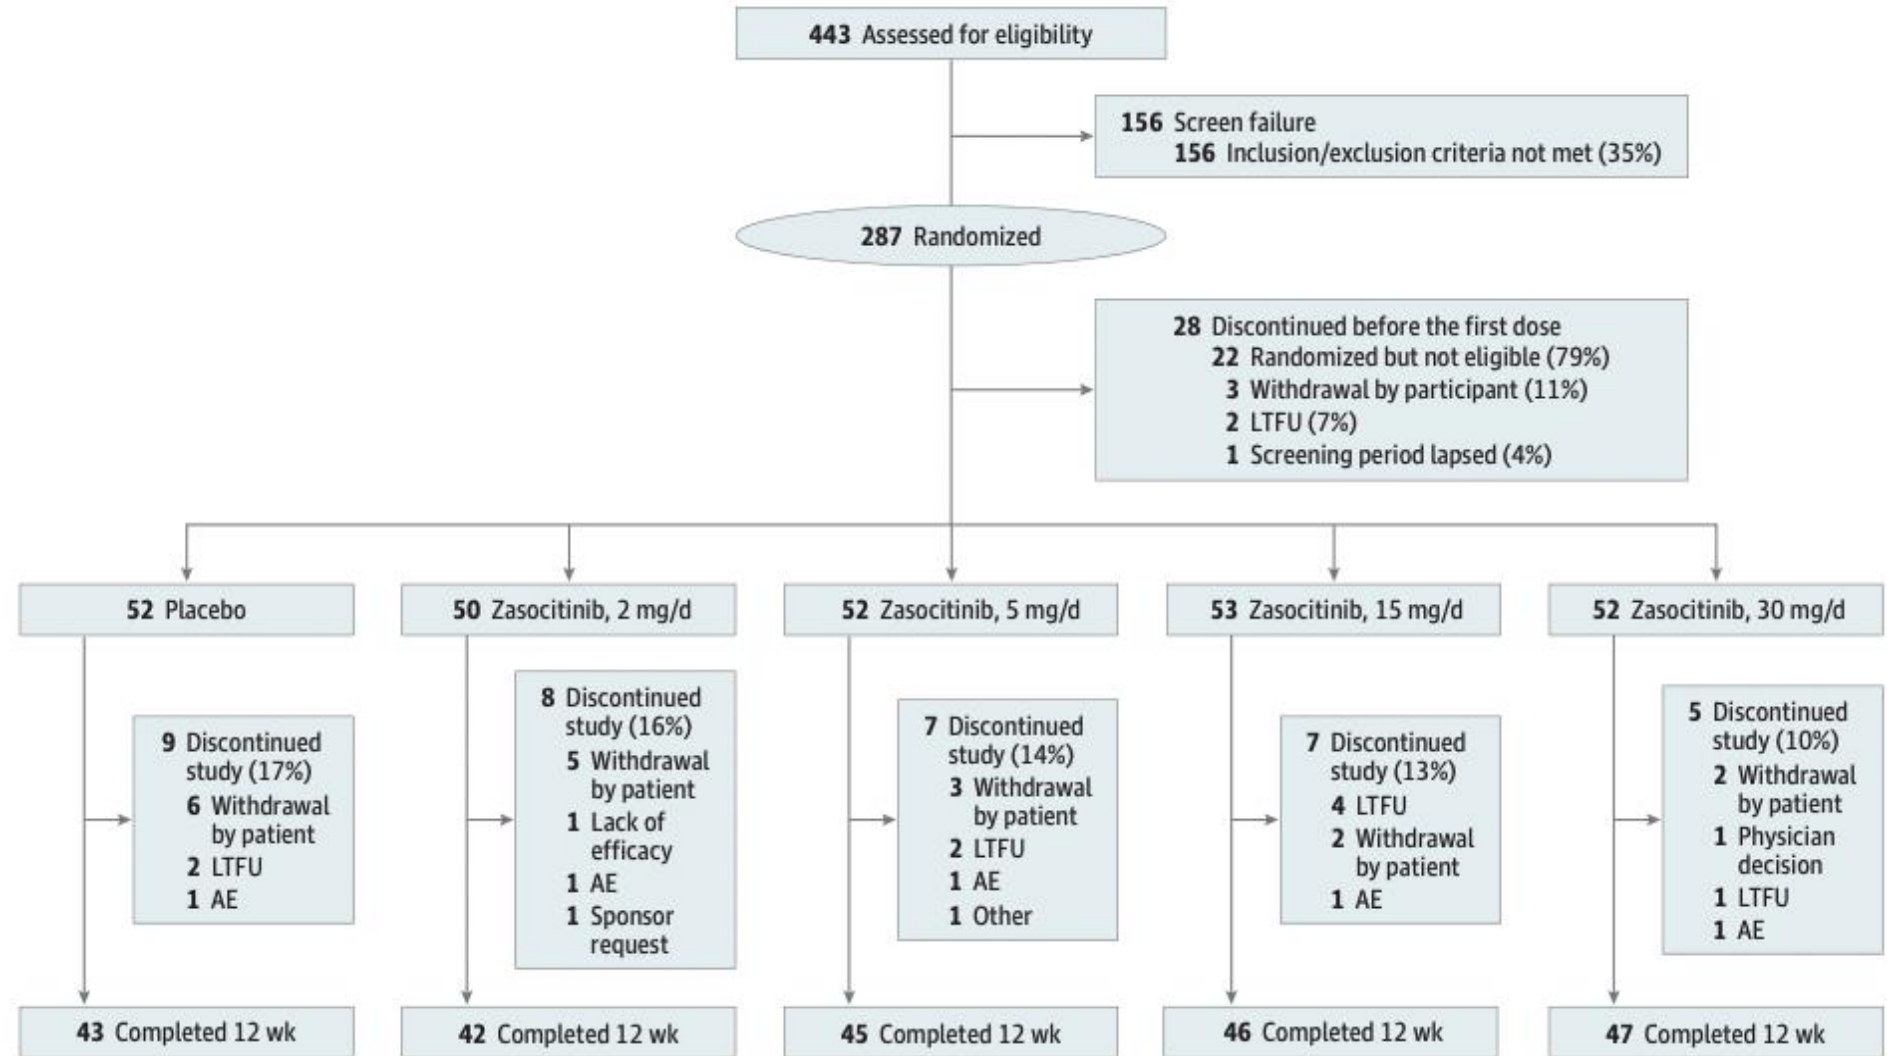 443 Assessed for eligibility
156 Screen failure
156 Inclusion/exclusion criteria not met (35%)
287 Randomized
28 Discontinued before the first dose
22 Randomized but not eligible (79%)
3 Withdrawal by participant (11%)
2 LTFU (7%)
1 Screening period lapsed (4%)
52 Placebo
50 Zasocitinib, 2 mg/d
52 Zasocitinib, 5 mg/d
53 Zasocitinib, 15 mg/d
52 Zasocitinib, 30 mg/d
9 Discontinued
study (17%)
6 Withdrawal
by patient
2 LTFU
1 AE
8 Discontinued
study (16%)
5 Withdrawal
by patient
1 Lack of
efficacy
1 AE
1 Sponsor
request
7 Discontinued
study (14%)
3 Withdrawal
by patient
2 LTFU
1 AE
1 Other
7 Discontinued
study (13%)
4 LTFU
2 Withdrawal
by patient
1 AE
5 Discontinued
study (10%)
2 Withdrawal
by patient
1 Physician
decision
1 LTFU
1 AE
43 Completed 12 wk
42 Completed 12 wk
45 Completed 12 wk
46 Completed 12 wk
47 Completed 12 wk